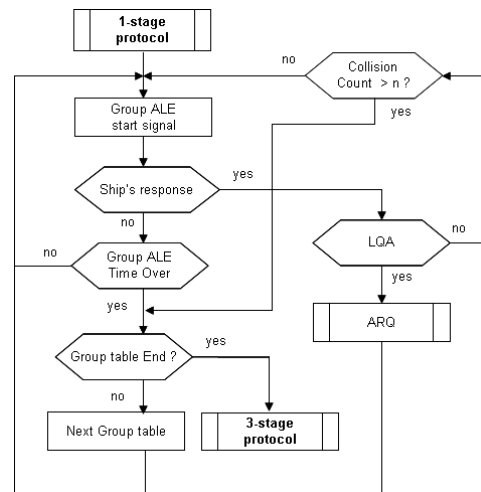 1-stage
protocol
no
Collision
Count > n ?
yes
Group ALE
start signal
Ship's response
yes
no
no
Group ALE
Time Over
LQA
no
yes
yes
ARQ
Group table End ?
yes
no
Next Group table
3-stage
protocol